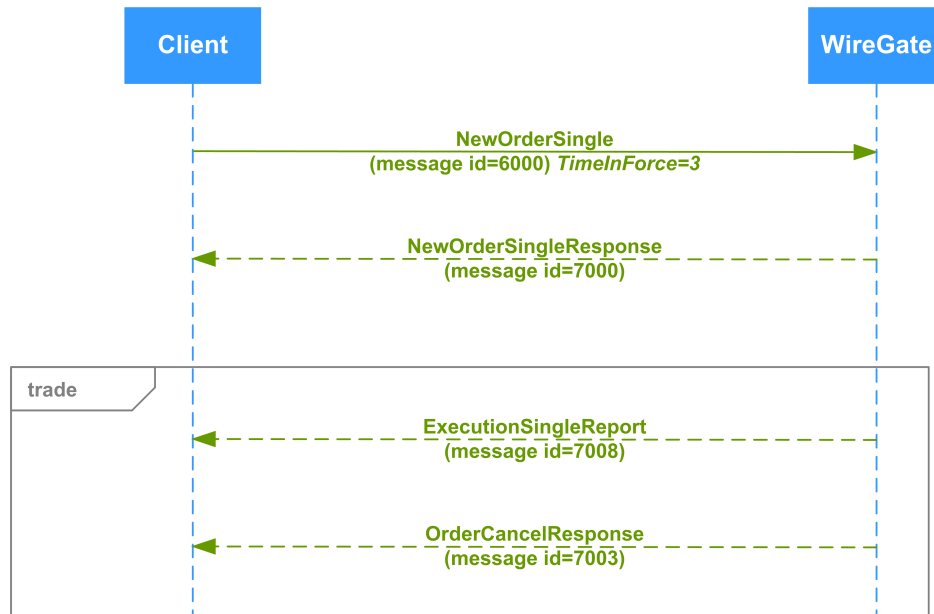 Client
WireGate
NewOrderSingle
(message id=6000) TimeInForce=3
NewOrderSingleResponse
(message id=7000)
trade
ExecutionSingleReport
(message id=7008)
OrderCancelResponse
(message id=7003)